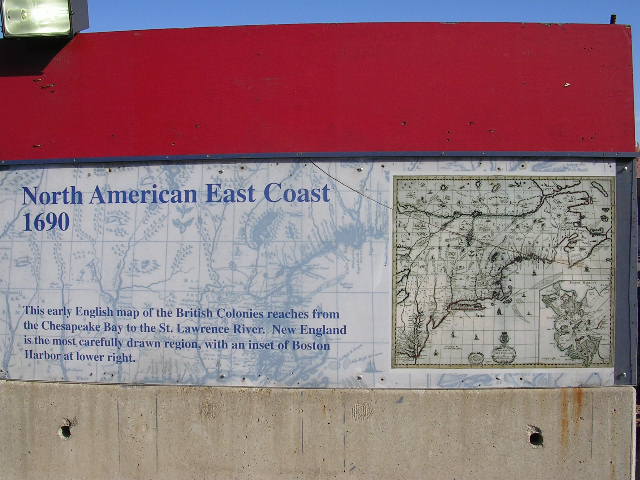 North American East Coast
1690
This early English map of the British Colonies reaches from
the Chesapeake Bay to the St. Lawrence River. New England
is the most carefully drawn region, with an inset of Boston
Harbor at lower right.